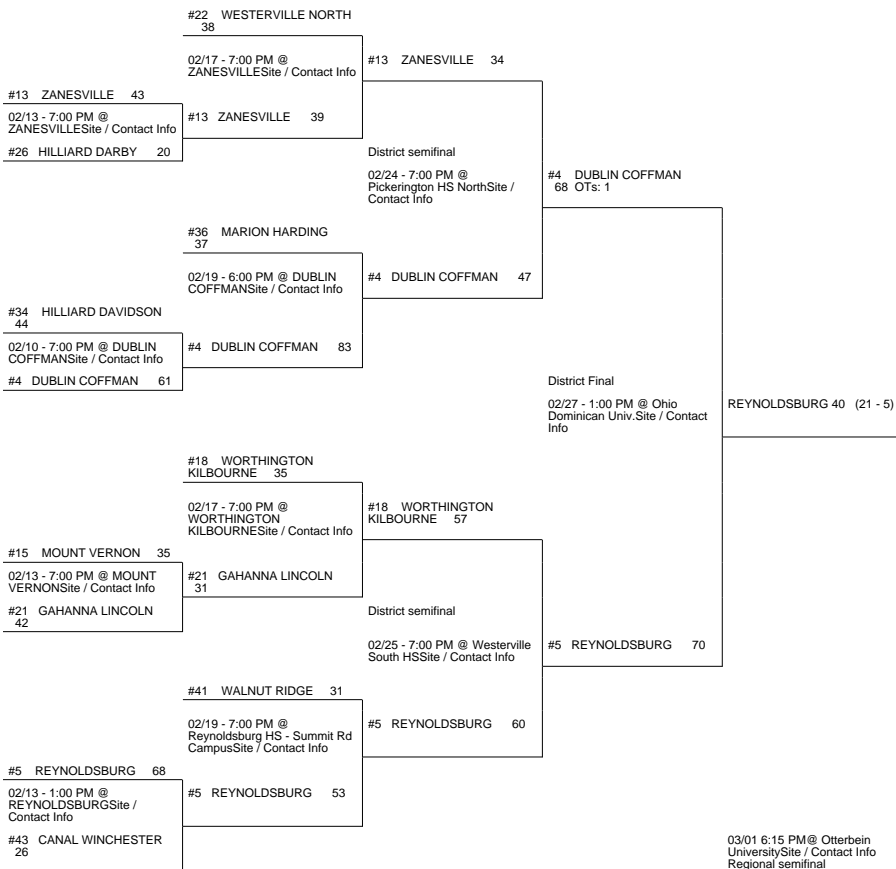 #22 WESTERVILLE NORTH
38
02/17 - 7:00 PM @
ZANESVILLESite / Contact Info
#13 ZANESVILLE 34
#13 ZANESVILLE 43
02/13 - 7:00 PM @
ZANESVILLESite / Contact Info
#13 ZANESVILLE 39
#26 HILLIARD DARBY 20
District semifinal
02/24 - 7:00 PM @
Pickerington HS NorthSite /
Contact Info
#4 DUBLIN COFFMAN
68 OTs: 1
#36 MARION HARDING
37
02/19 - 6:00 PM @ DUBLIN
COFFMANSite / Contact Info
#4 DUBLIN COFFMAN 47
#34 HILLIARD DAVIDSON
44
02/10 - 7:00 PM @ DUBLIN
COFFMANSite / Contact Info
#4 DUBLIN COFFMAN 83
#4 DUBLIN COFFMAN 61
District Final
02/27 - 1:00 PM @ Ohio
Dominican Univ.Site / Contact
Info
REYNOLDSBURG 40 (21 - 5)
#18 WORTHINGTON
KILBOURNE 35
02/17 - 7:00 PM @
WORTHINGTON
KILBOURNESite / Contact Info
#18 WORTHINGTON
KILBOURNE 57
#15 MOUNT VERNON 35
02/13 - 7:00 PM @ MOUNT
VERNONSite / Contact Info
#21 GAHANNA LINCOLN
31
#21 GAHANNA LINCOLN
42
District semifinal
02/25 - 7:00 PM @ Westerville
South HSSite / Contact Info
#5 REYNOLDSBURG 70
#41 WALNUT RIDGE 31
02/19 - 7:00 PM @
Reynoldsburg HS - Summit Rd
CampusSite / Contact Info
#5 REYNOLDSBURG 60
#5 REYNOLDSBURG 68
02/13 - 1:00 PM @
REYNOLDSBURGSite /
Contact Info
#5 REYNOLDSBURG 53
#43 CANAL WINCHESTER
26
03/01 6:15 PM@ Otterbein
UniversitySite / Contact Info
Regional semifinal